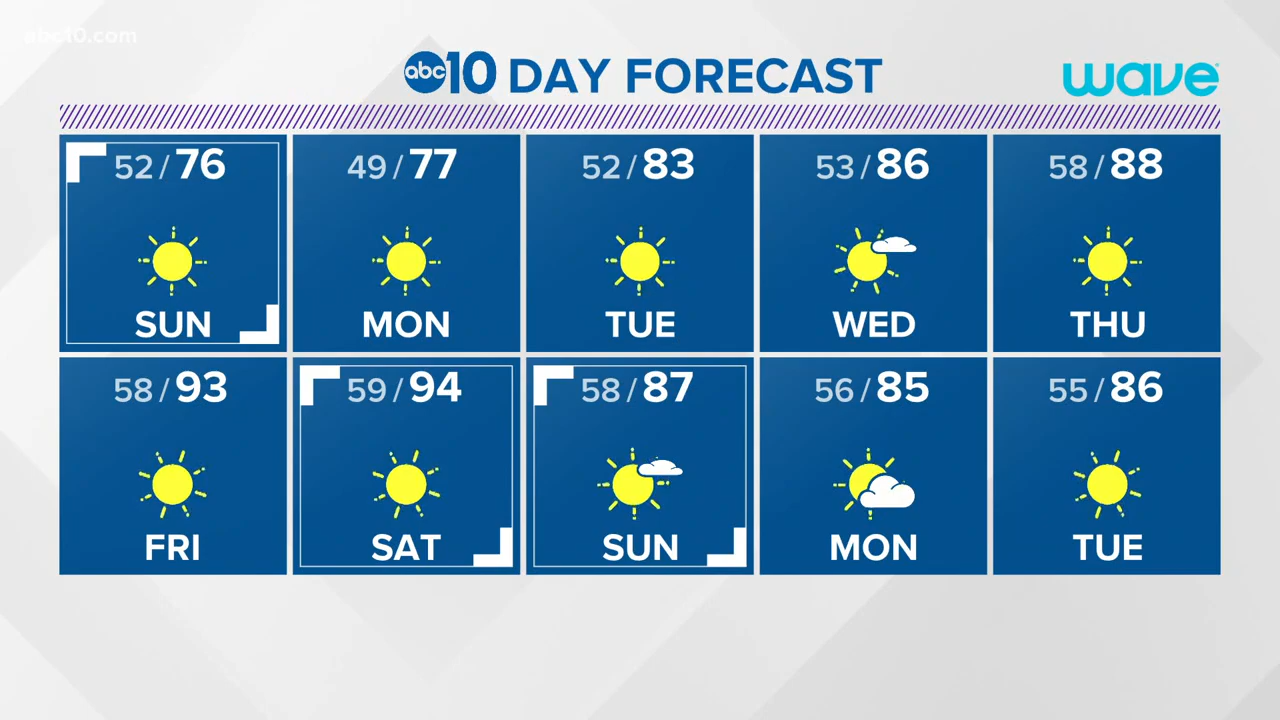 abc10.com
abc10 DAY FORECAST
wave
52/76 49/77 52/83 53/86 58/88
SUN MON TUE WED THU
58/93 59/94 58/87 56/85 55/86
FRI SAT SUN MON TUE